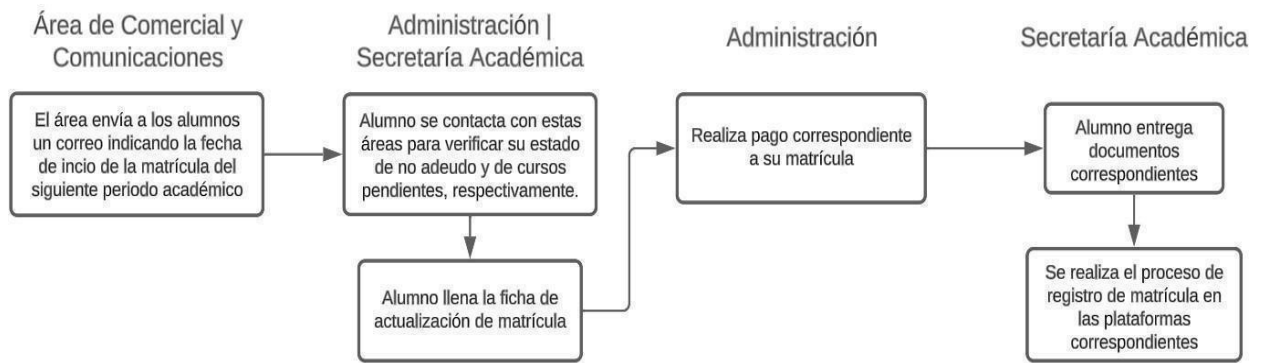 Área de Comercial y
Comunicaciones
El área envía a los alumnos
un correo indicando la fecha
de incio de la matrícula del
siguiente periodo académico
Administración |
Secretaría Académica
Alumno se contacta con estas
áreas para verificar su estado
de no adeudo y de cursos
pendientes, respectivamente.
Alumno llena la ficha de
actualización de matrícula
Administración
Realiza pago correspondiente
a su matrícula
Secretaría Académica
Alumno entrega
documentos
correspondientes
Se realiza el proceso de
registro de matrícula en
las plataformas
correspondientes